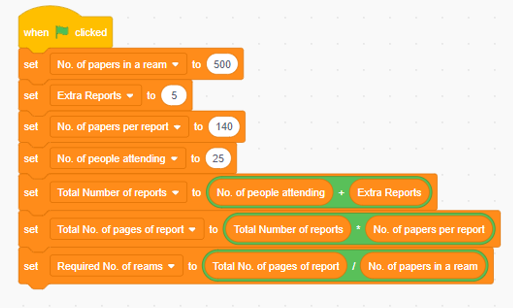 when clicked
set No. of papers in a ream to 500
set Extra Reports to 5
set No. of papers per report to 140
set No. of people attending to 25
set Total Number of reports to No. of people attending + Extra Reports
set Total No. of pages of report to Total Number of reports * No. of papers per report
set Required No. of reams to Total No. of pages of report / No. of papers in a ream